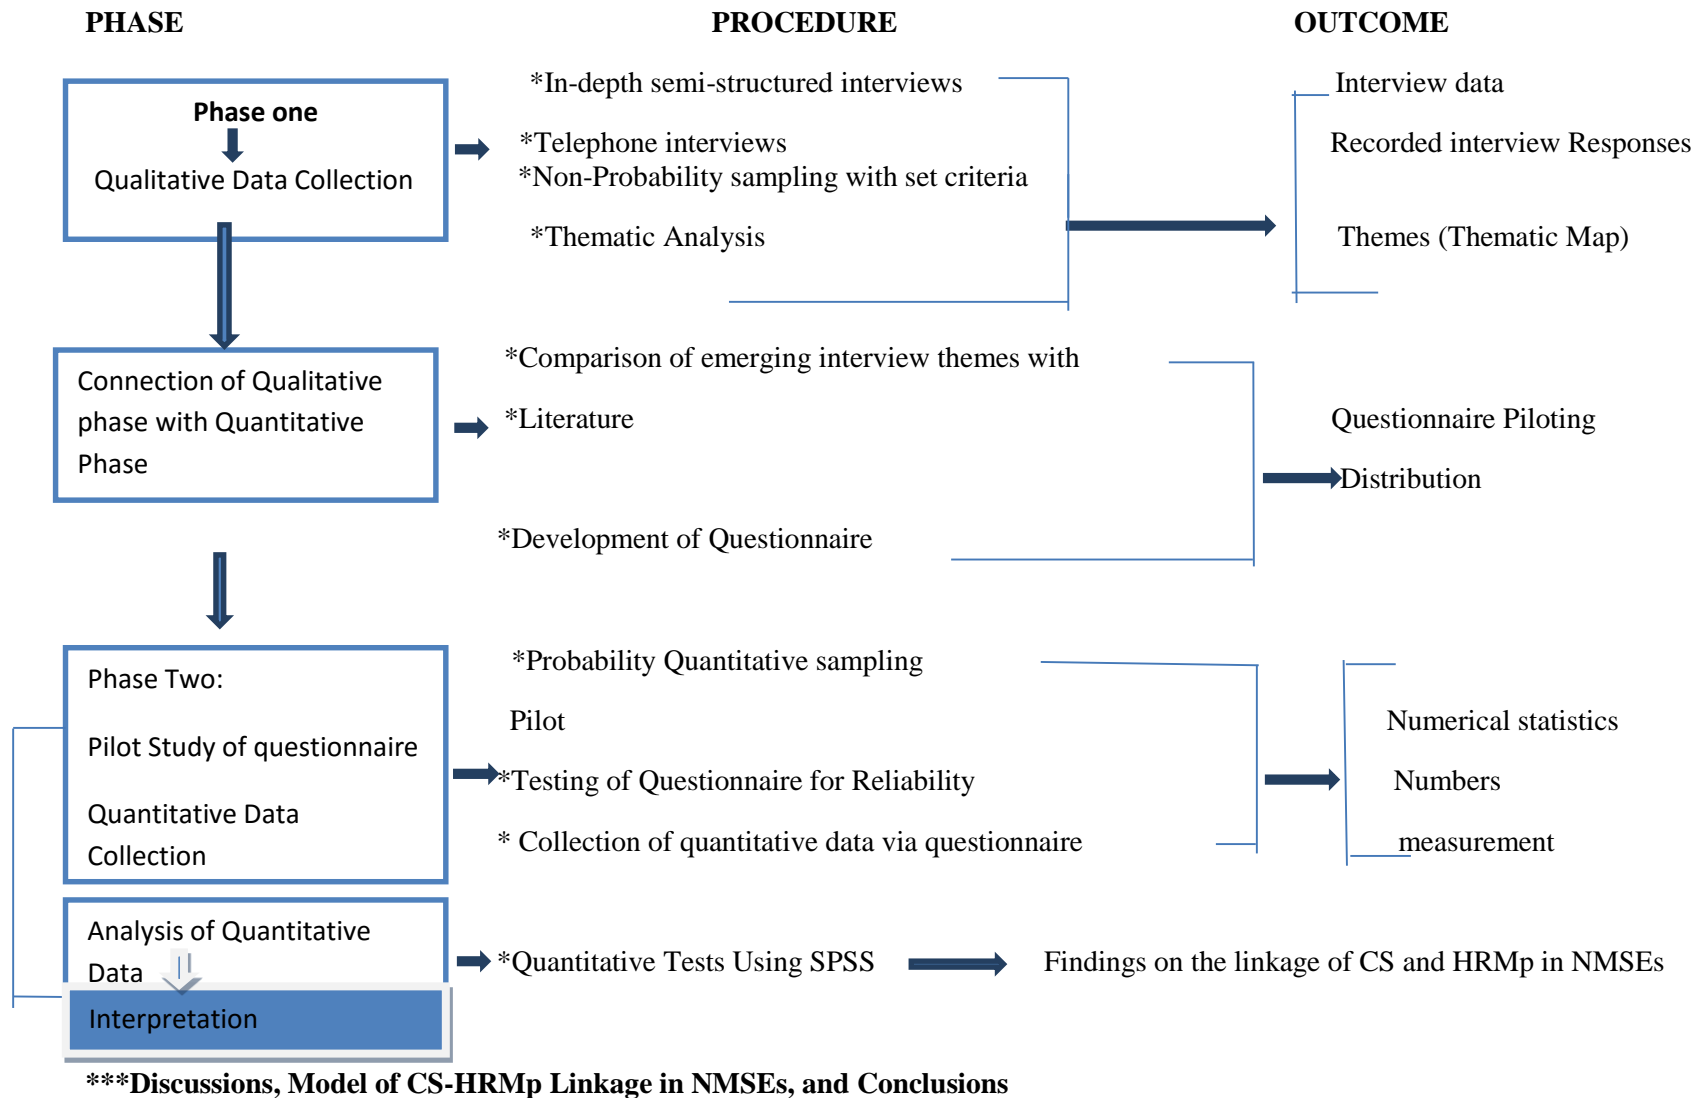 PHASE PROCEDURE OUTCOME
Phase one
Qualitative Data Collection
*In-depth semi-structured interviews
*Telephone interviews
*Non-Probability sampling with set criteria
*Thematic Analysis
Interview data
Recorded interview Responses
Themes (Thematic Map)
Connection of Qualitative
phase with Quantitative
Phase
*Comparison of emerging interview themes with
*Literature
*Development of Questionnaire
Questionnaire Piloting
Distribution
Phase Two:
Pilot Study of questionnaire
Quantitative Data
Collection
*Probability Quantitative sampling
Pilot
*Testing of Questionnaire for Reliability
* Collection of quantitative data via questionnaire
Numerical statistics
Numbers
measurement
Analysis of Quantitative
Data
Interpretation
*Quantitative Tests Using SPSS
Findings on the linkage of CS and HRMp in NMSEs
***Discussions, Model of CS-HRMp Linkage in NMSEs, and Conclusions